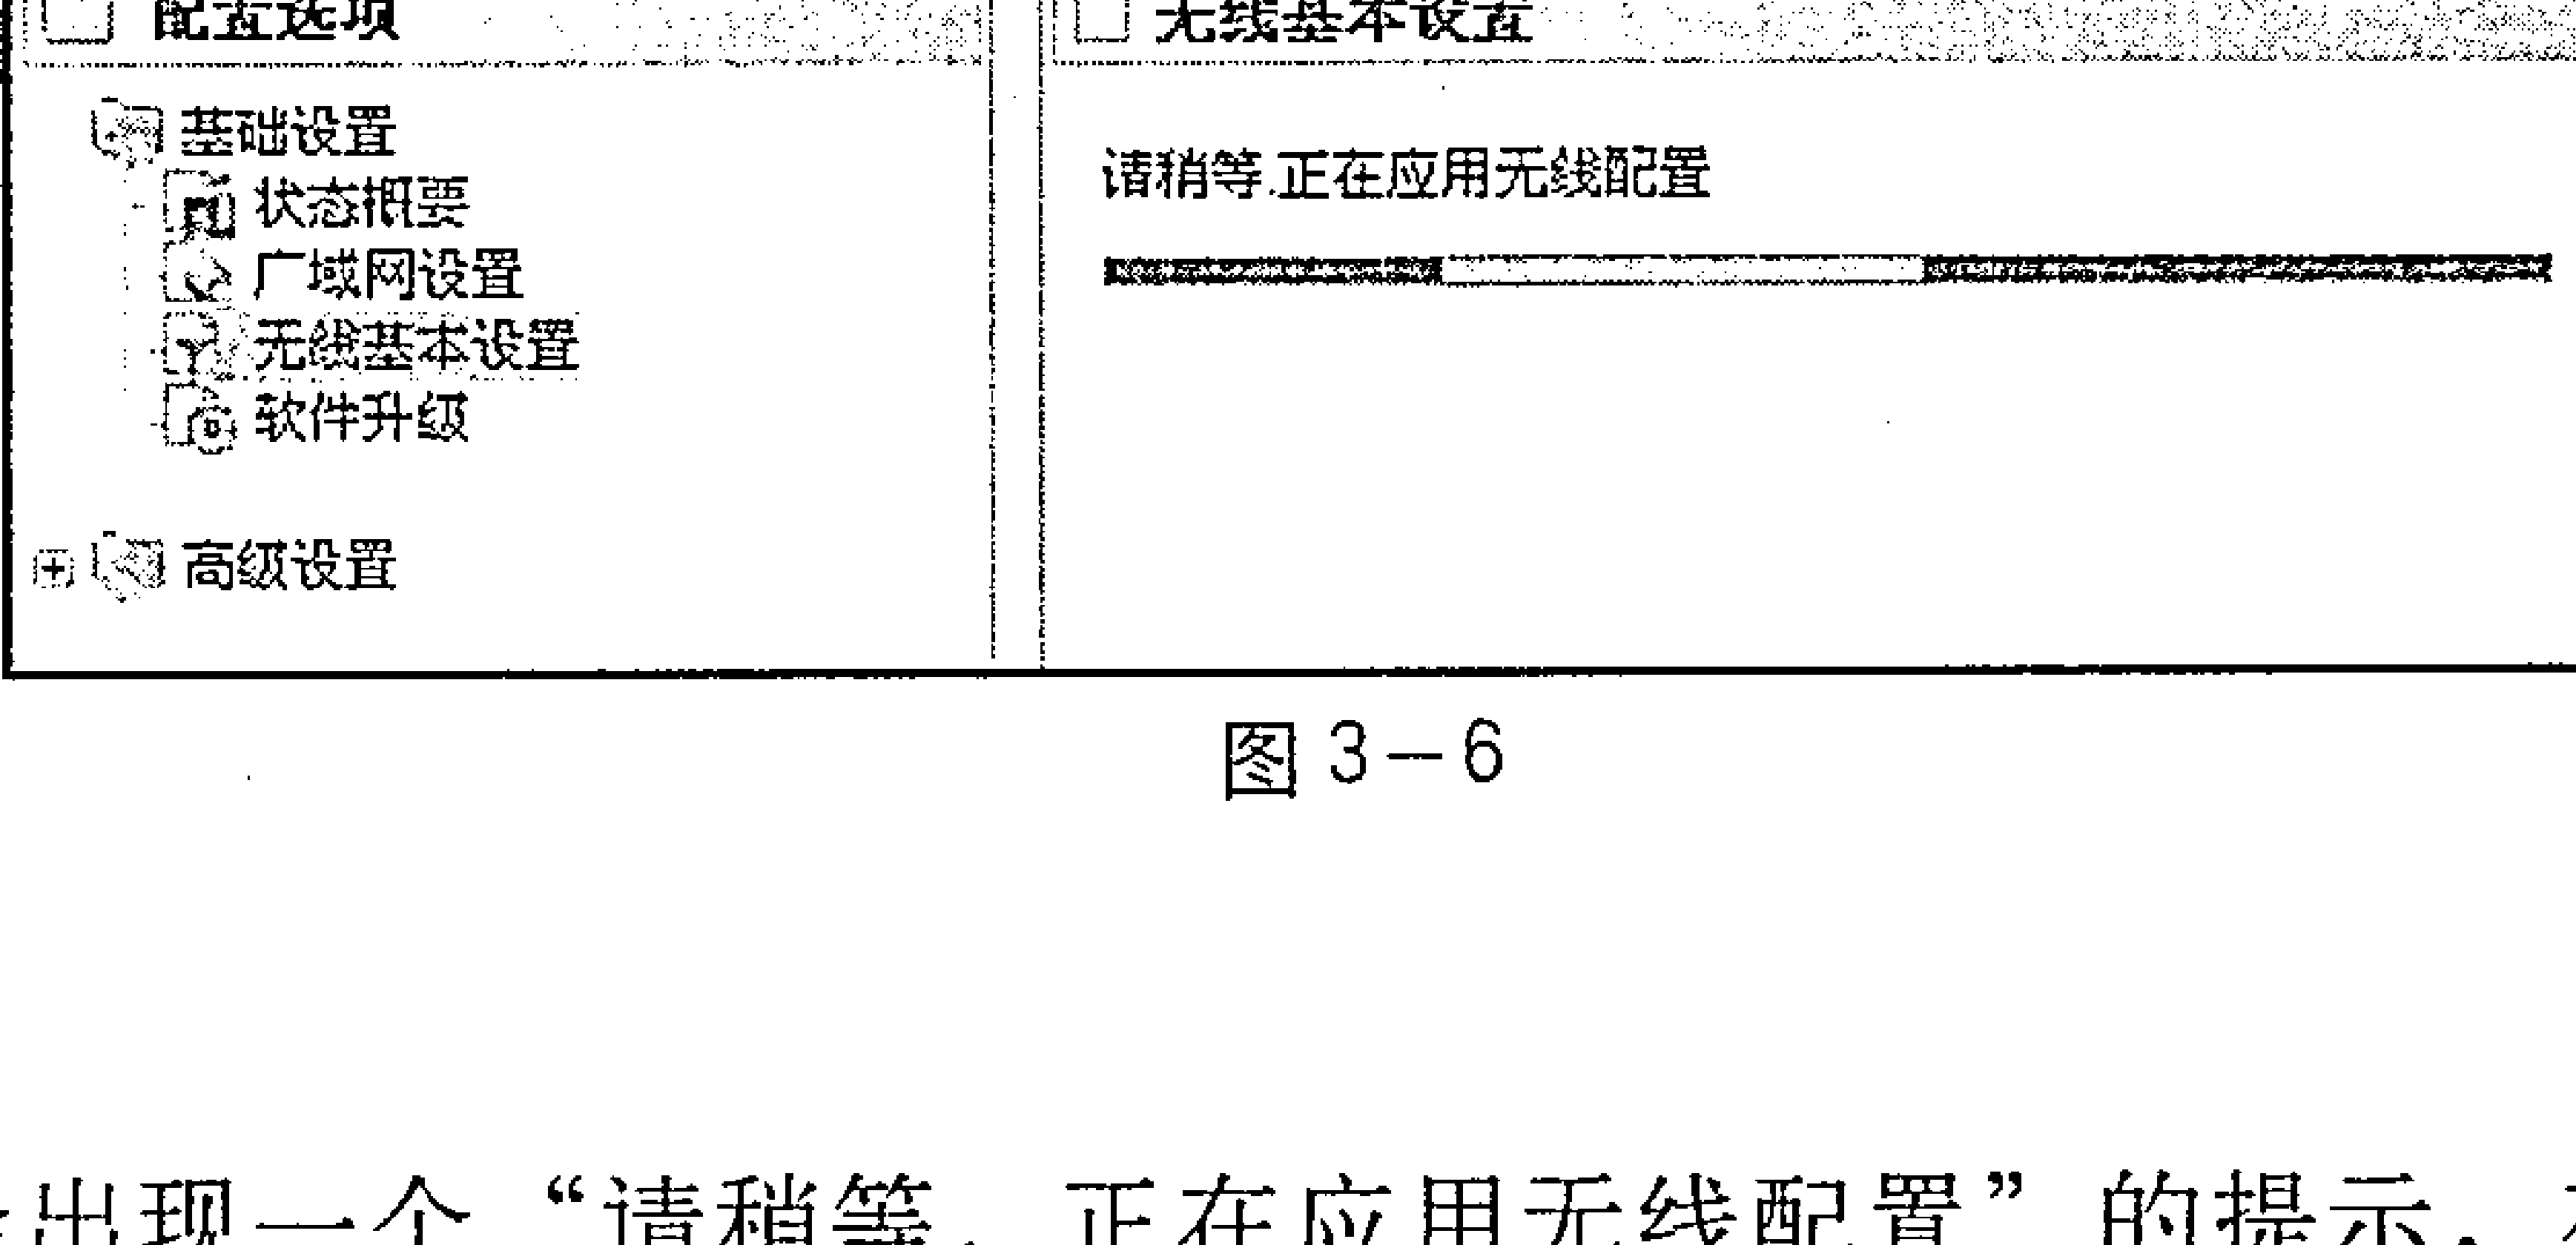 配置选项
无线基本设置
基础设置
状态概要
广域网设置
无线基本设置
软件升级
高级设置
请稍等.正在应用无线配置
图 3-6
出现一个“请稍等，正在应用无线配置”的提示，